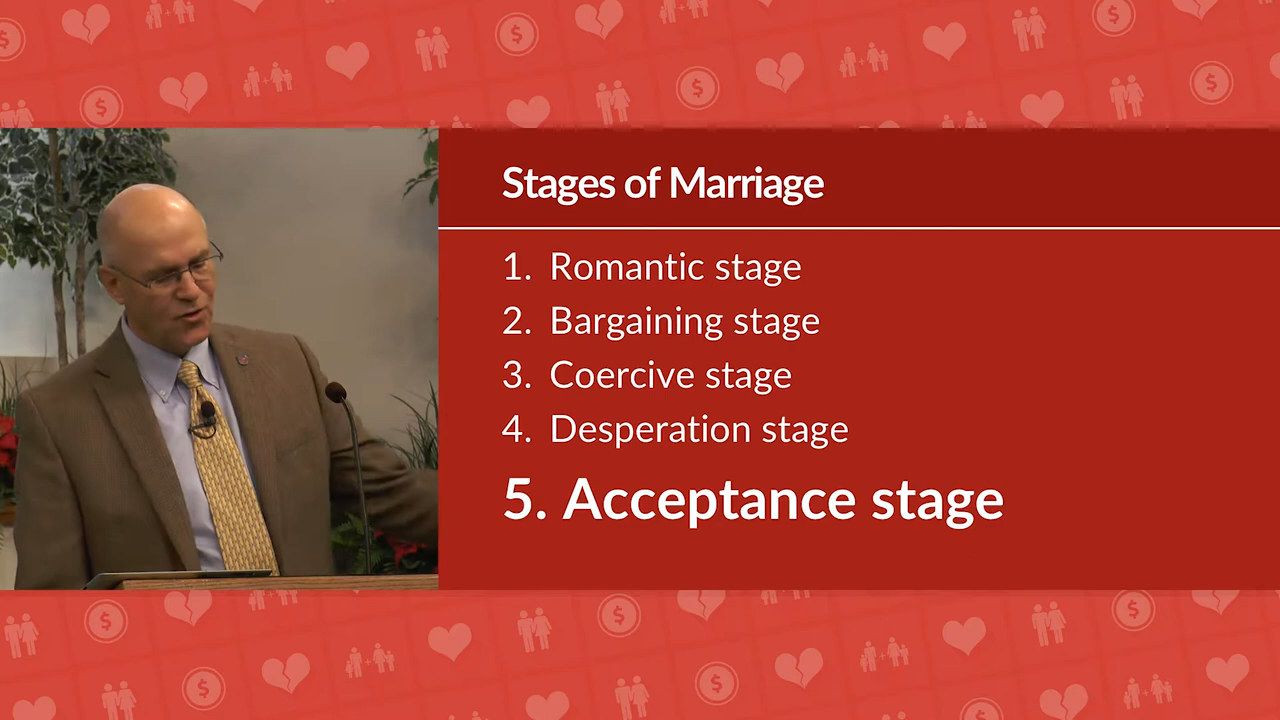 Stages of Marriage
1. Romantic stage
2. Bargaining stage
3. Coercive stage
4. Desperation stage
5. Acceptance stage